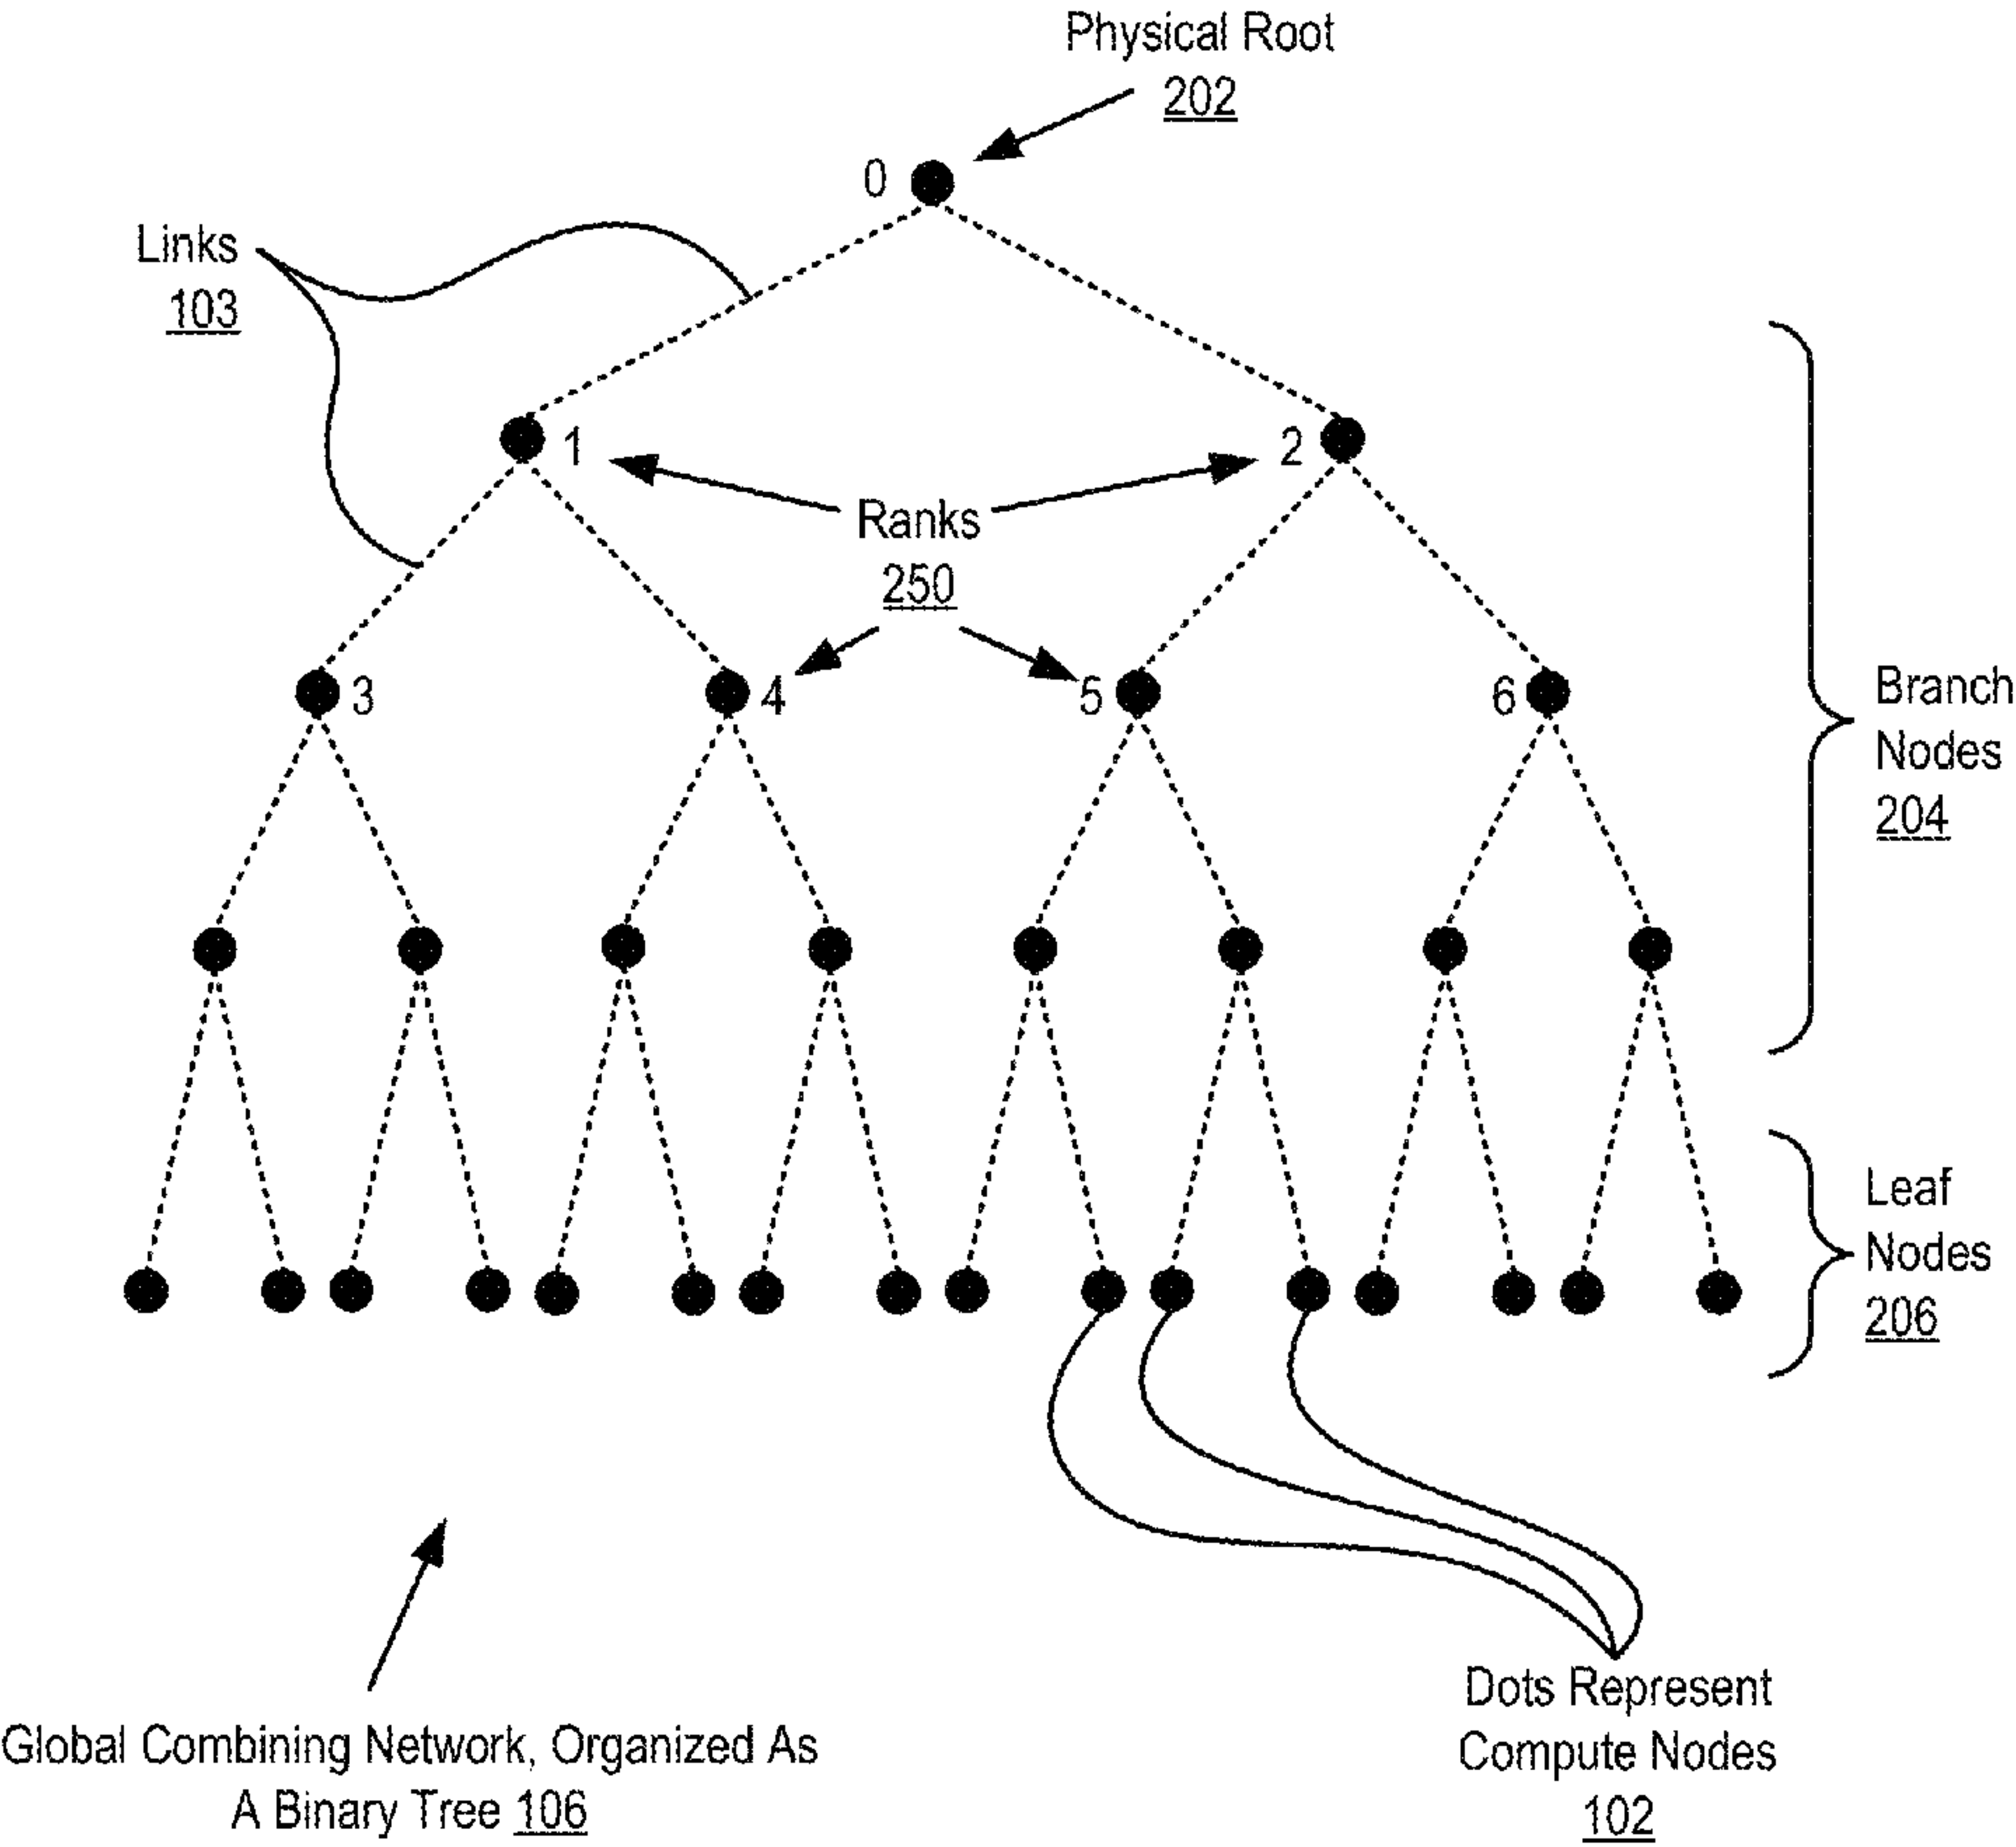 Physical Root
202
0
Links
103
1
2
Ranks
250
3
4
5
6
Branch
Nodes
204
Leaf
Nodes
206
Global Combining Network, Organized As
A Binary Tree 106
Dots Represent
Compute Nodes
102